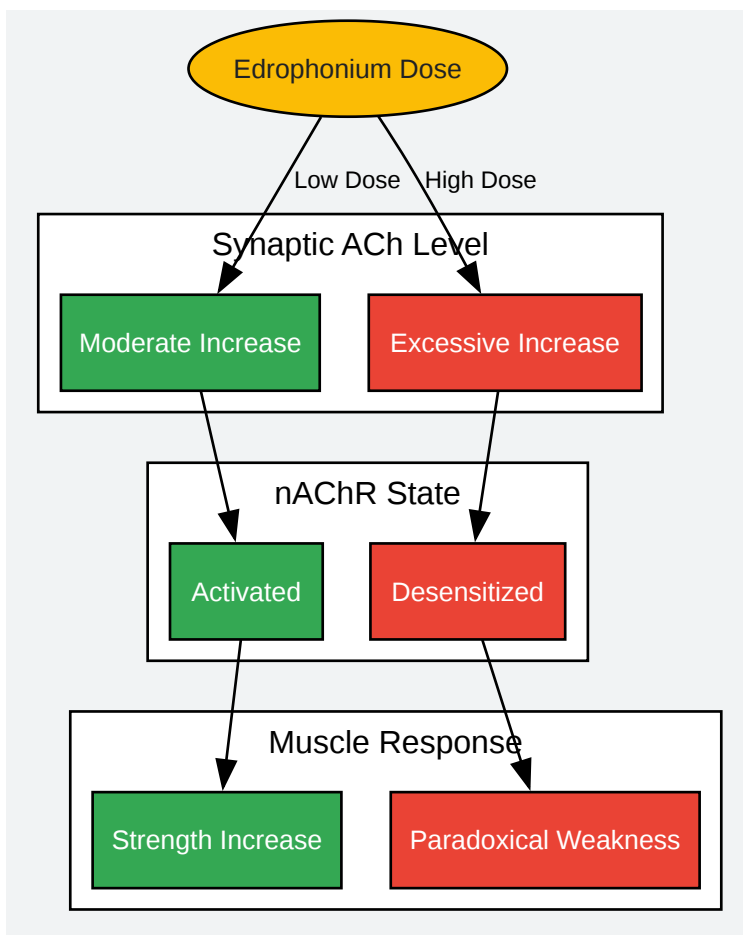 Edrophonium Dose
Low Dose
High Dose
Synaptic ACh Level
Moderate Increase
Excessive Increase
nAChR State
Activated
Desensitized
Muscle Response
Strength Increase
Paradoxical Weakness